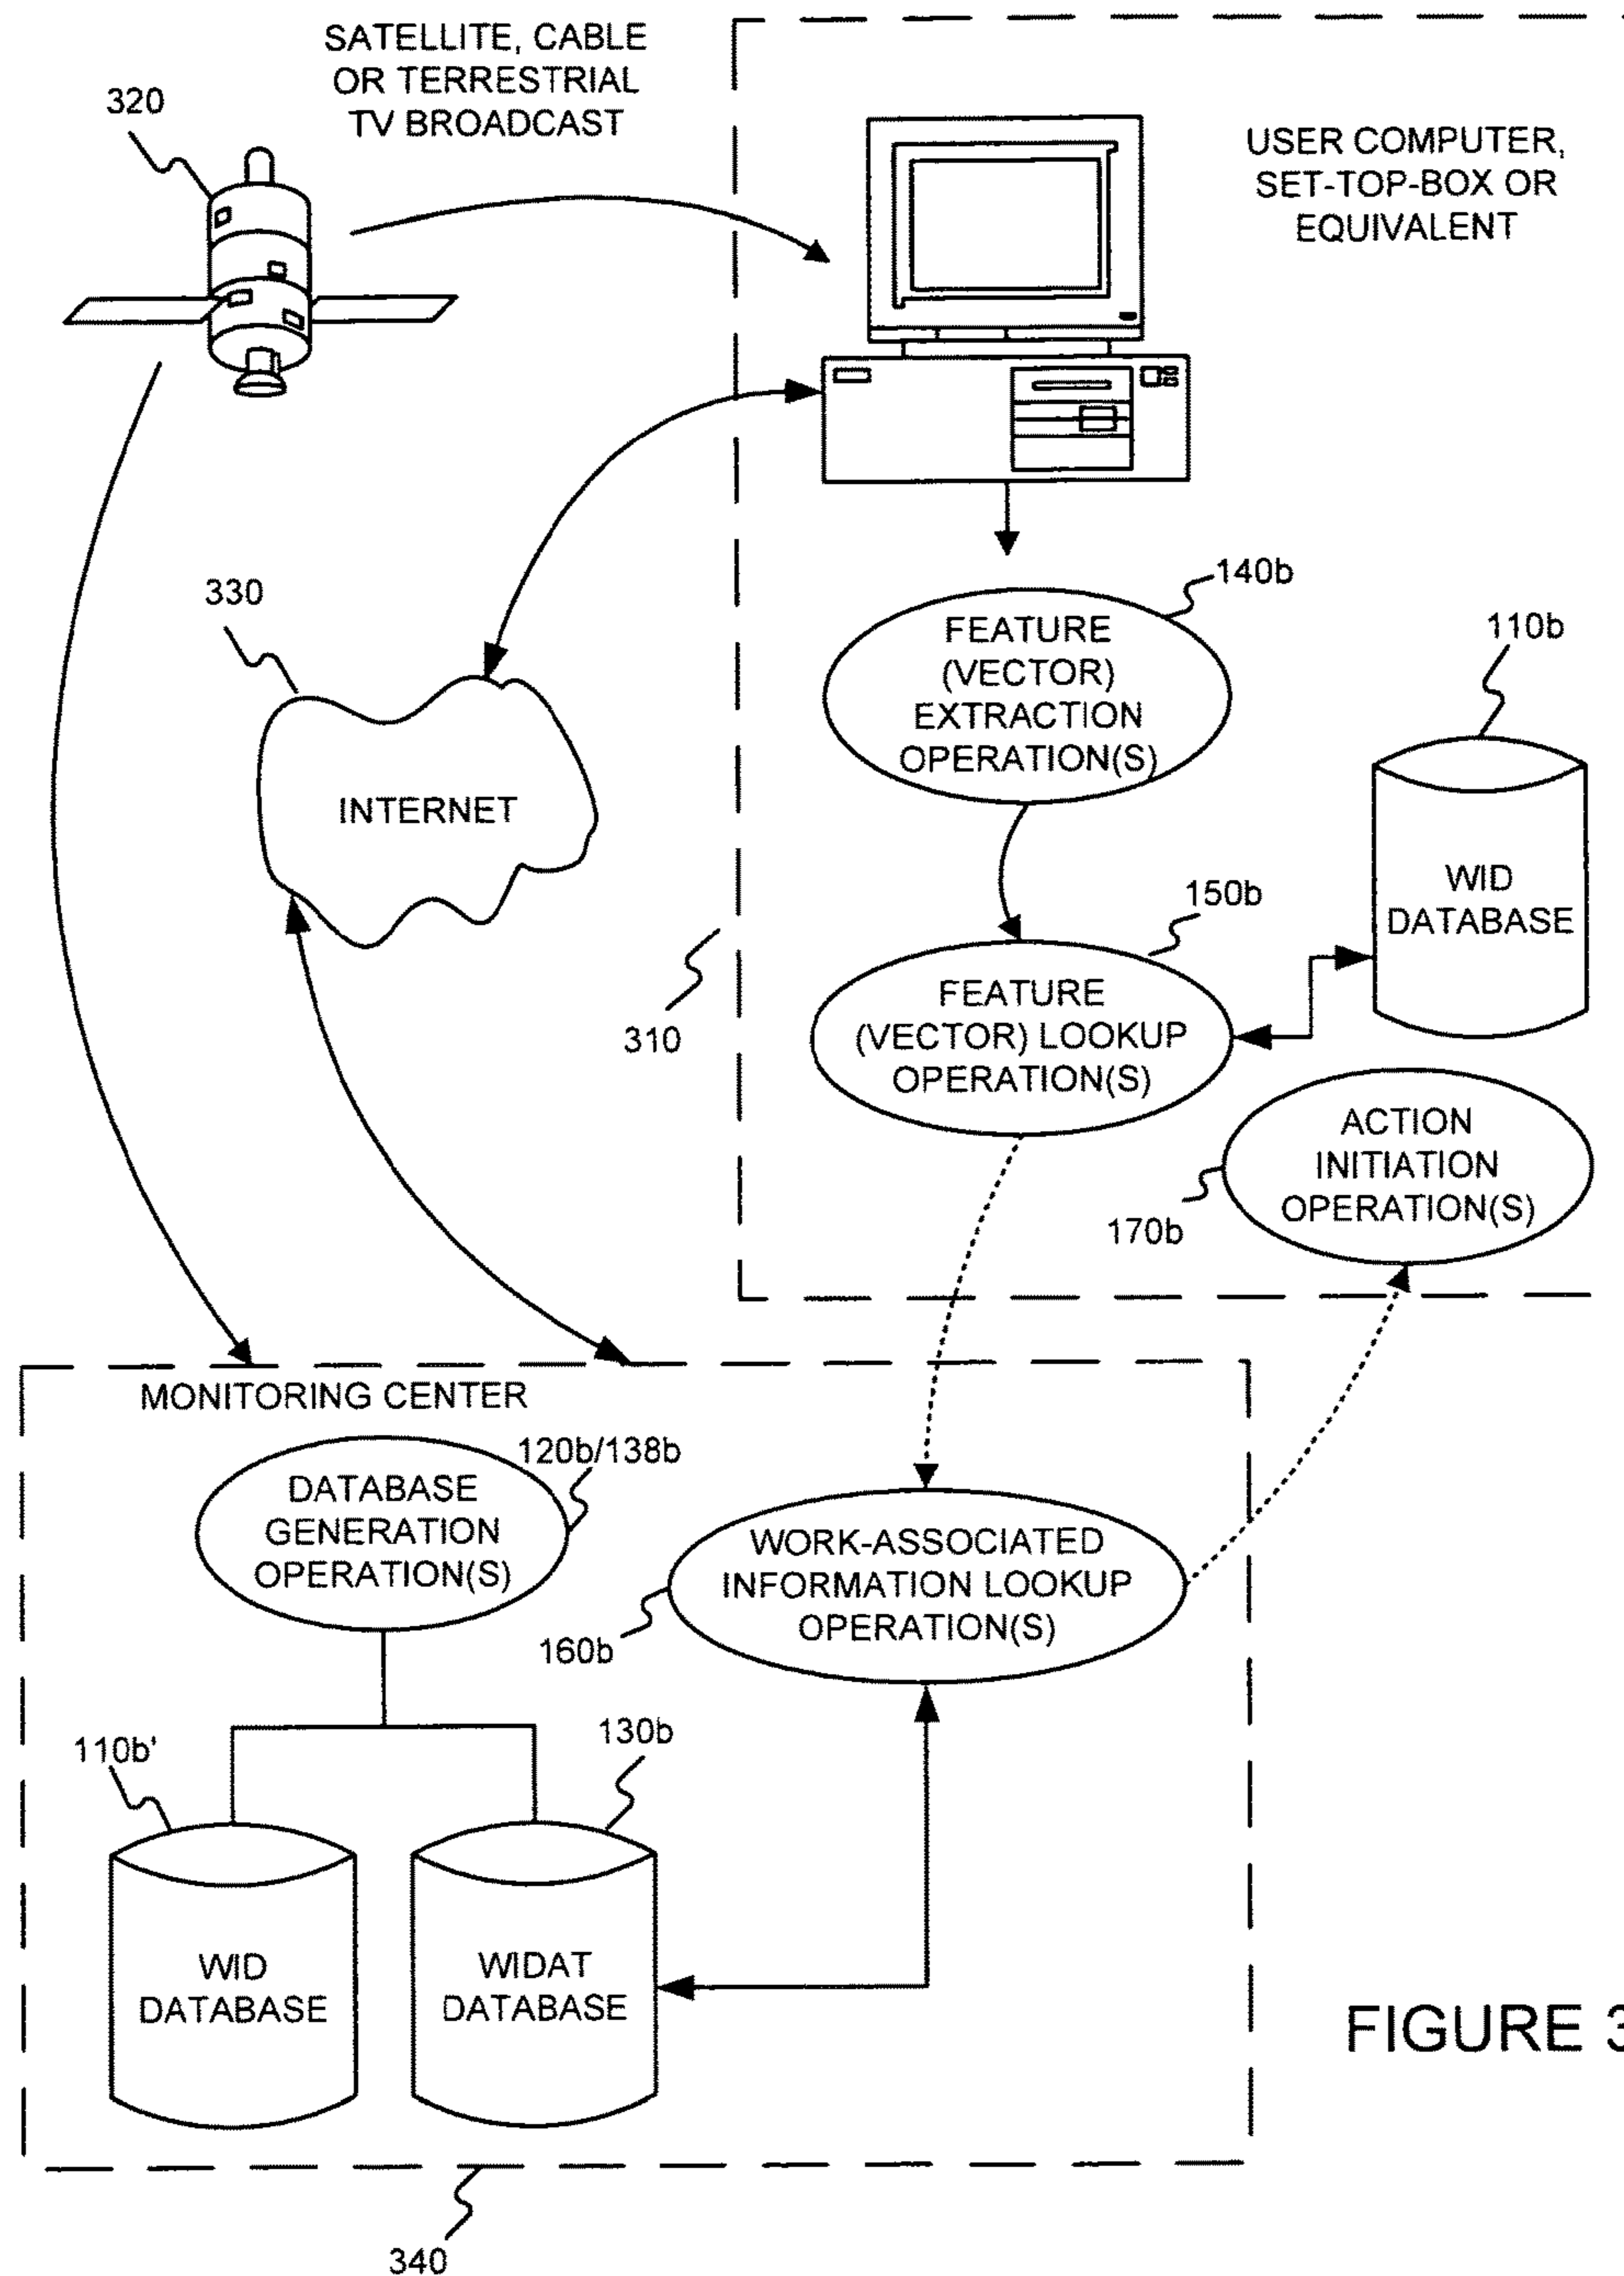 SATELLITE, CABLE
OR TERRESTRIAL
TV BROADCAST
320
USER COMPUTER,
SET-TOP-BOX OR
EQUIVALENT
330
INTERNET
140b
FEATURE
(VECTOR)
EXTRACTION
OPERATION(S)
110b
WID
DATABASE
150b
FEATURE
(VECTOR) LOOKUP
OPERATION(S)
310
ACTION
INITIATION
OPERATION(S)
170b
MONITORING CENTER
120b/138b
DATABASE
GENERATION
OPERATION(S)
WORK-ASSOCIATED
INFORMATION LOOKUP
OPERATION(S)
160b
110b'
130b
WID
DATABASE
WIDAT
DATABASE
FIGURE 3
340